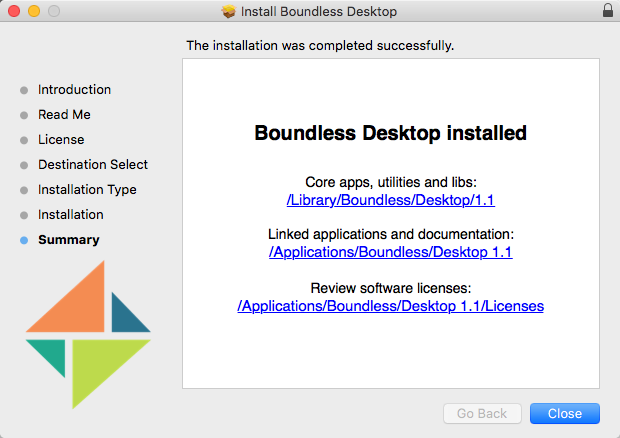 Install Boundless Desktop
The installation was completed successfully.
Introduction
Read Me
License
Destination Select
Installation Type
Installation
Summary
Boundless Desktop installed
Core apps, utilities and libs:
/Library/Boundless/Desktop/1.1
Linked applications and documentation:
/Applications/Boundless/Desktop 1.1
Review software licenses:
/Applications/Boundless/Desktop 1.1/Licenses
Go Back
Close